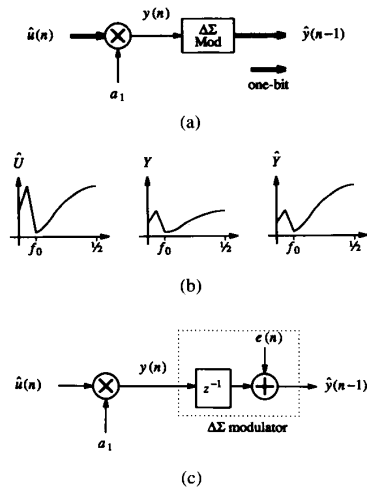 û(n)
y(n)
ΔΣ
Mod
ŷ(n−1)
a₁
one-bit
(a)
Û
Y
Ŷ
f₀
½
f₀
½
f₀
½
(b)
e(n)
y(n)
û(n)
z⁻¹
ŷ(n−1)
a₁
ΔΣ modulator
(c)